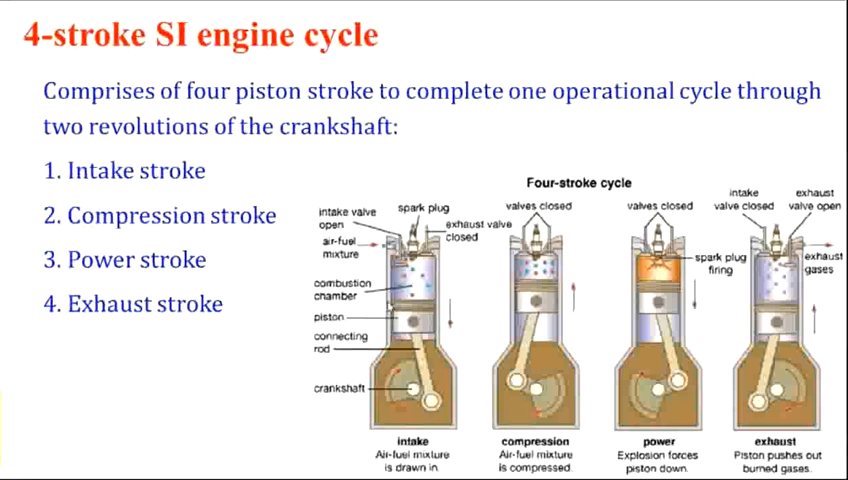 4-stroke SI engine cycle
Comprises of four piston stroke to complete one operational cycle through
two revolutions of the crankshaft:
1. Intake stroke
2. Compression stroke
3. Power stroke
4. Exhaust stroke
Four-stroke cycle
intake valve
open
spark plug
exhaust valve
closed
air-fuel
mixture
combustion
chamber
piston
connecting
rod
crankshaft
intake
Air-fuel mixture
is drawn in.
valves closed
compression
Air-fuel mixture
is compressed.
valves closed
spark plug
firing
power
Explosion forces
piston down.
intake
valve closed
exhaust
valve open
exhaust
gases
exhaust
Piston pushes out
burned gases.